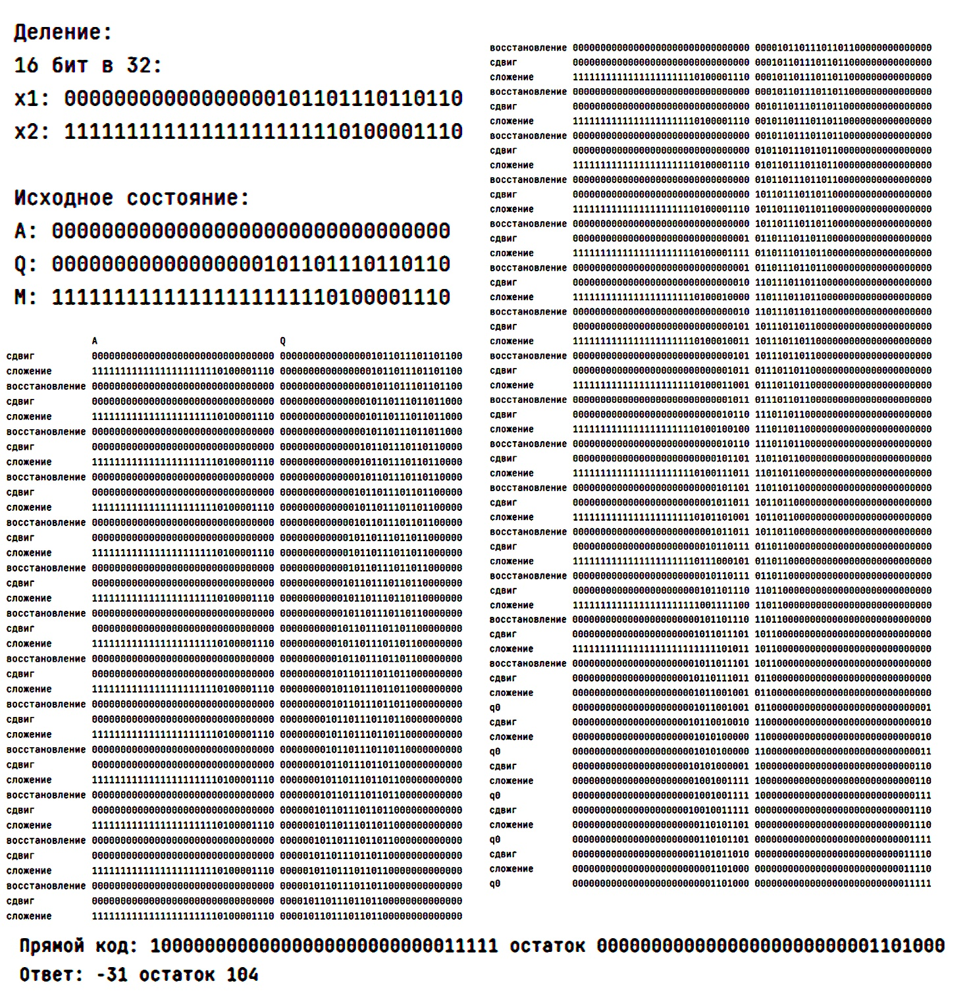 Деление:
16 бит в 32:
x1: 00000000000000000101101110110110
x2: 11111111111111111111110100001110
Исходное состояние:
A: 00000000000000000000000000000000
Q: 00000000000000000101101110110110
M: 11111111111111111111110100001110
A Q
сдвиг 00000000000000000000000000000000 00000000000000001011011101101100
сложение 11111111111111111111110100001110 00000000000000001011011101101100
восстановление 00000000000000000000000000000000 00000000000000001011011101101100
сдвиг 00000000000000000000000000000000 00000000000000010110111011011000
сложение 11111111111111111111110100001110 00000000000000010110111011011000
восстановление 00000000000000000000000000000000 00000000000000010110111011011000
сдвиг 00000000000000000000000000000000 00000000000000101101110110110000
сложение 11111111111111111111110100001110 00000000000000101101110110110000
восстановление 00000000000000000000000000000000 00000000000000101101110110110000
сдвиг 00000000000000000000000000000000 00000000000001011011101101100000
сложение 11111111111111111111110100001110 00000000000001011011101101100000
восстановление 00000000000000000000000000000000 00000000000001011011101101100000
сдвиг 00000000000000000000000000000000 00000000000010110111011011000000
сложение 11111111111111111111110100001110 00000000000010110111011011000000
восстановление 00000000000000000000000000000000 00000000000010110111011011000000
сдвиг 00000000000000000000000000000000 00000000000101101110110110000000
сложение 11111111111111111111110100001110 00000000000101101110110110000000
восстановление 00000000000000000000000000000000 00000000000101101110110110000000
сдвиг 00000000000000000000000000000000 00000000001011011101101100000000
сложение 11111111111111111111110100001110 00000000001011011101101100000000
восстановление 00000000000000000000000000000000 00000000001011011101101100000000
сдвиг 00000000000000000000000000000000 00000000010110111011011000000000
сложение 11111111111111111111110100001110 00000000010110111011011000000000
восстановление 00000000000000000000000000000000 00000000010110111011011000000000
сдвиг 00000000000000000000000000000000 00000000101101110110110000000000
сложение 11111111111111111111110100001110 00000000101101110110110000000000
восстановление 00000000000000000000000000000000 00000000101101110110110000000000
сдвиг 00000000000000000000000000000000 00000001011011101101100000000000
сложение 11111111111111111111110100001110 00000001011011101101100000000000
восстановление 00000000000000000000000000000000 00000001011011101101100000000000
сдвиг 00000000000000000000000000000000 00000010110111011011000000000000
сложение 11111111111111111111110100001110 00000010110111011011000000000000
восстановление 00000000000000000000000000000000 00000010110111011011000000000000
сдвиг 00000000000000000000000000000000 00000101101110110110000000000000
сложение 11111111111111111111110100001110 00000101101110110110000000000000
восстановление 00000000000000000000000000000000 00000101101110110110000000000000
сдвиг 00000000000000000000000000000000 00001011011101101100000000000000
сложение 11111111111111111111110100001110 00001011011101101100000000000000
восстановление 00000000000000000000000000000000 00001011011101101100000000000000
сдвиг 00000000000000000000000000000000 00010110111011011000000000000000
сложение 11111111111111111111110100001110 00010110111011011000000000000000
восстановление 00000000000000000000000000000000 00010110111011011000000000000000
сдвиг 00000000000000000000000000000000 00101101110110110000000000000000
сложение 11111111111111111111110100001110 00101101110110110000000000000000
восстановление 00000000000000000000000000000000 00101101110110110000000000000000
сдвиг 00000000000000000000000000000000 01011011101101100000000000000000
сложение 11111111111111111111110100001110 01011011101101100000000000000000
восстановление 00000000000000000000000000000000 01011011101101100000000000000000
сдвиг 00000000000000000000000000000000 10110111011011000000000000000000
сложение 11111111111111111111110100001110 10110111011011000000000000000000
восстановление 00000000000000000000000000000000 10110111011011000000000000000000
сдвиг 00000000000000000000000000000001 01101110110110000000000000000000
сложение 11111111111111111111110100001111 01101110110110000000000000000000
восстановление 00000000000000000000000000000001 01101110110110000000000000000000
сдвиг 00000000000000000000000000000010 11011101101100000000000000000000
сложение 11111111111111111111110100010000 11011101101100000000000000000000
восстановление 00000000000000000000000000000010 11011101101100000000000000000000
сдвиг 00000000000000000000000000000101 10111011011000000000000000000000
сложение 11111111111111111111110100010011 10111011011000000000000000000000
восстановление 00000000000000000000000000000101 10111011011000000000000000000000
сдвиг 00000000000000000000000000001011 01110110110000000000000000000000
сложение 11111111111111111111110100011001 01110110110000000000000000000000
восстановление 00000000000000000000000000001011 01110110110000000000000000000000
сдвиг 00000000000000000000000000010110 11101101100000000000000000000000
сложение 11111111111111111111110100100100 11101101100000000000000000000000
восстановление 00000000000000000000000000010110 11101101100000000000000000000000
сдвиг 00000000000000000000000000101101 11011011000000000000000000000000
сложение 11111111111111111111110100111011 11011011000000000000000000000000
восстановление 00000000000000000000000000101101 11011011000000000000000000000000
сдвиг 00000000000000000000000001011011 10110110000000000000000000000000
сложение 11111111111111111111110101101001 10110110000000000000000000000000
восстановление 00000000000000000000000001011011 10110110000000000000000000000000
сдвиг 00000000000000000000000010110111 01101100000000000000000000000000
сложение 11111111111111111111110111000101 01101100000000000000000000000000
восстановление 00000000000000000000000010110111 01101100000000000000000000000000
сдвиг 00000000000000000000000101101110 11011000000000000000000000000000
сложение 11111111111111111111111001111100 11011000000000000000000000000000
восстановление 00000000000000000000000101101110 11011000000000000000000000000000
сдвиг 00000000000000000000001011011101 10110000000000000000000000000000
сложение 11111111111111111111111111101011 10110000000000000000000000000000
восстановление 00000000000000000000001011011101 10110000000000000000000000000000
сдвиг 00000000000000000000010110111011 01100000000000000000000000000000
сложение 00000000000000000000001011001001 01100000000000000000000000000000
q0 00000000000000000000001011001001 01100000000000000000000000000001
сдвиг 00000000000000000000010110010010 11000000000000000000000000000010
сложение 00000000000000000000001010100000 11000000000000000000000000000010
q0 00000000000000000000001010100000 11000000000000000000000000000011
сдвиг 00000000000000000000010101000001 10000000000000000000000000000110
сложение 00000000000000000000001001001111 10000000000000000000000000000110
q0 00000000000000000000001001001111 10000000000000000000000000000111
сдвиг 00000000000000000000010010011111 00000000000000000000000000001110
сложение 00000000000000000000000110101101 00000000000000000000000000001110
q0 00000000000000000000000110101101 00000000000000000000000000001111
сдвиг 00000000000000000000001101011010 00000000000000000000000000011110
сложение 00000000000000000000000001101000 00000000000000000000000000011110
q0 00000000000000000000000001101000 00000000000000000000000000011111
Прямой код: 10000000000000000000000000011111 остаток 00000000000000000000000001101000
Ответ: -31 остаток 104